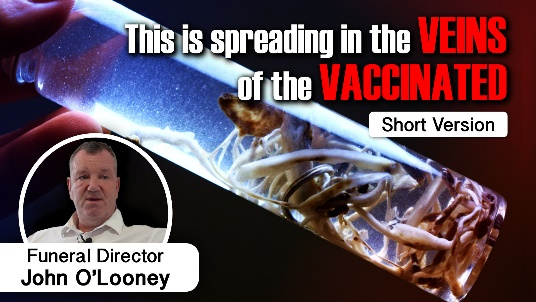 This is spreading in the VEINS
of the VACCINATED
Short Version
Funeral Director
John O'Looney